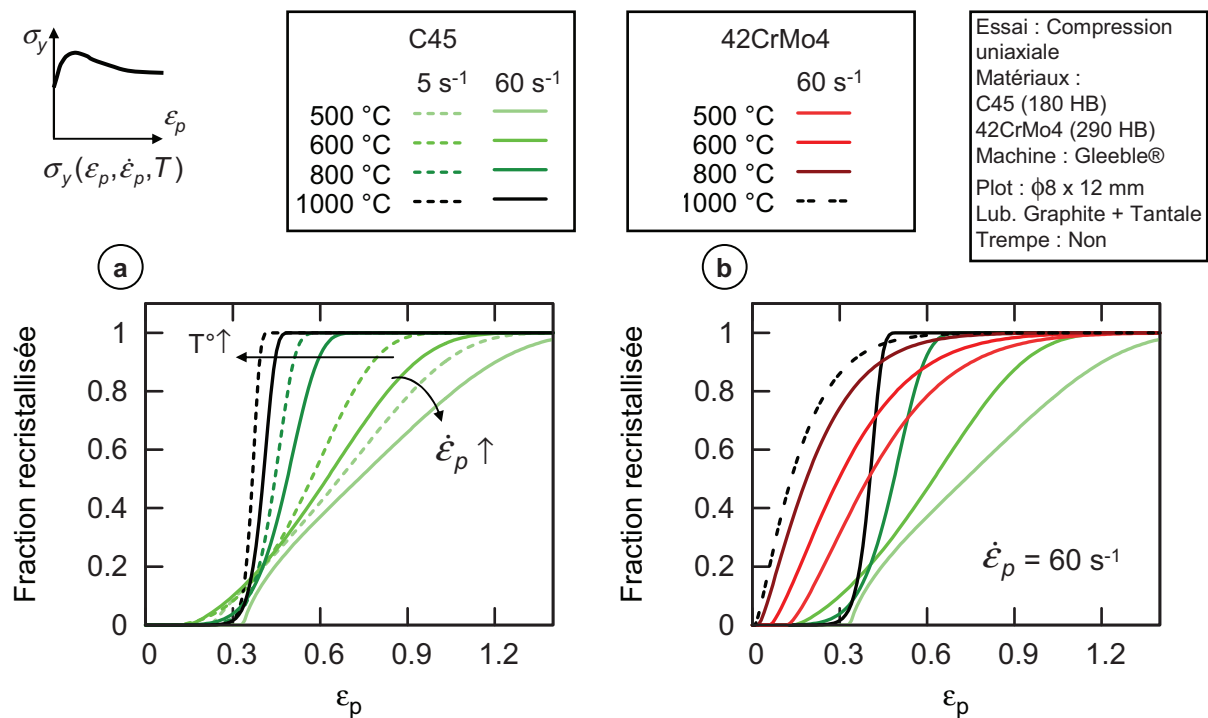 σy
εp
σy(εp,ε̇p,T)
C45
5 s-1 60 s-1
500 °C
600 °C
800 °C
1000 °C
42CrMo4
60 s-1
500 °C
600 °C
800 °C
1000 °C
Essai : Compression
uniaxiale
Matériaux :
C45 (180 HB)
42CrMo4 (290 HB)
Machine : Gleeble®
Plot : ϕ8 x 12 mm
Lub. Graphite + Tantale
Trempe : Non
a
Fraction recristallisée
1
0.8
0.6
0.4
0.2
0
0 0.3 0.6 0.9 1.2
εp
T°↑
ε̇p ↑
b
Fraction recristallisée
1
0.8
0.6
0.4
0.2
0
0 0.3 0.6 0.9 1.2
εp
ε̇p = 60 s-1